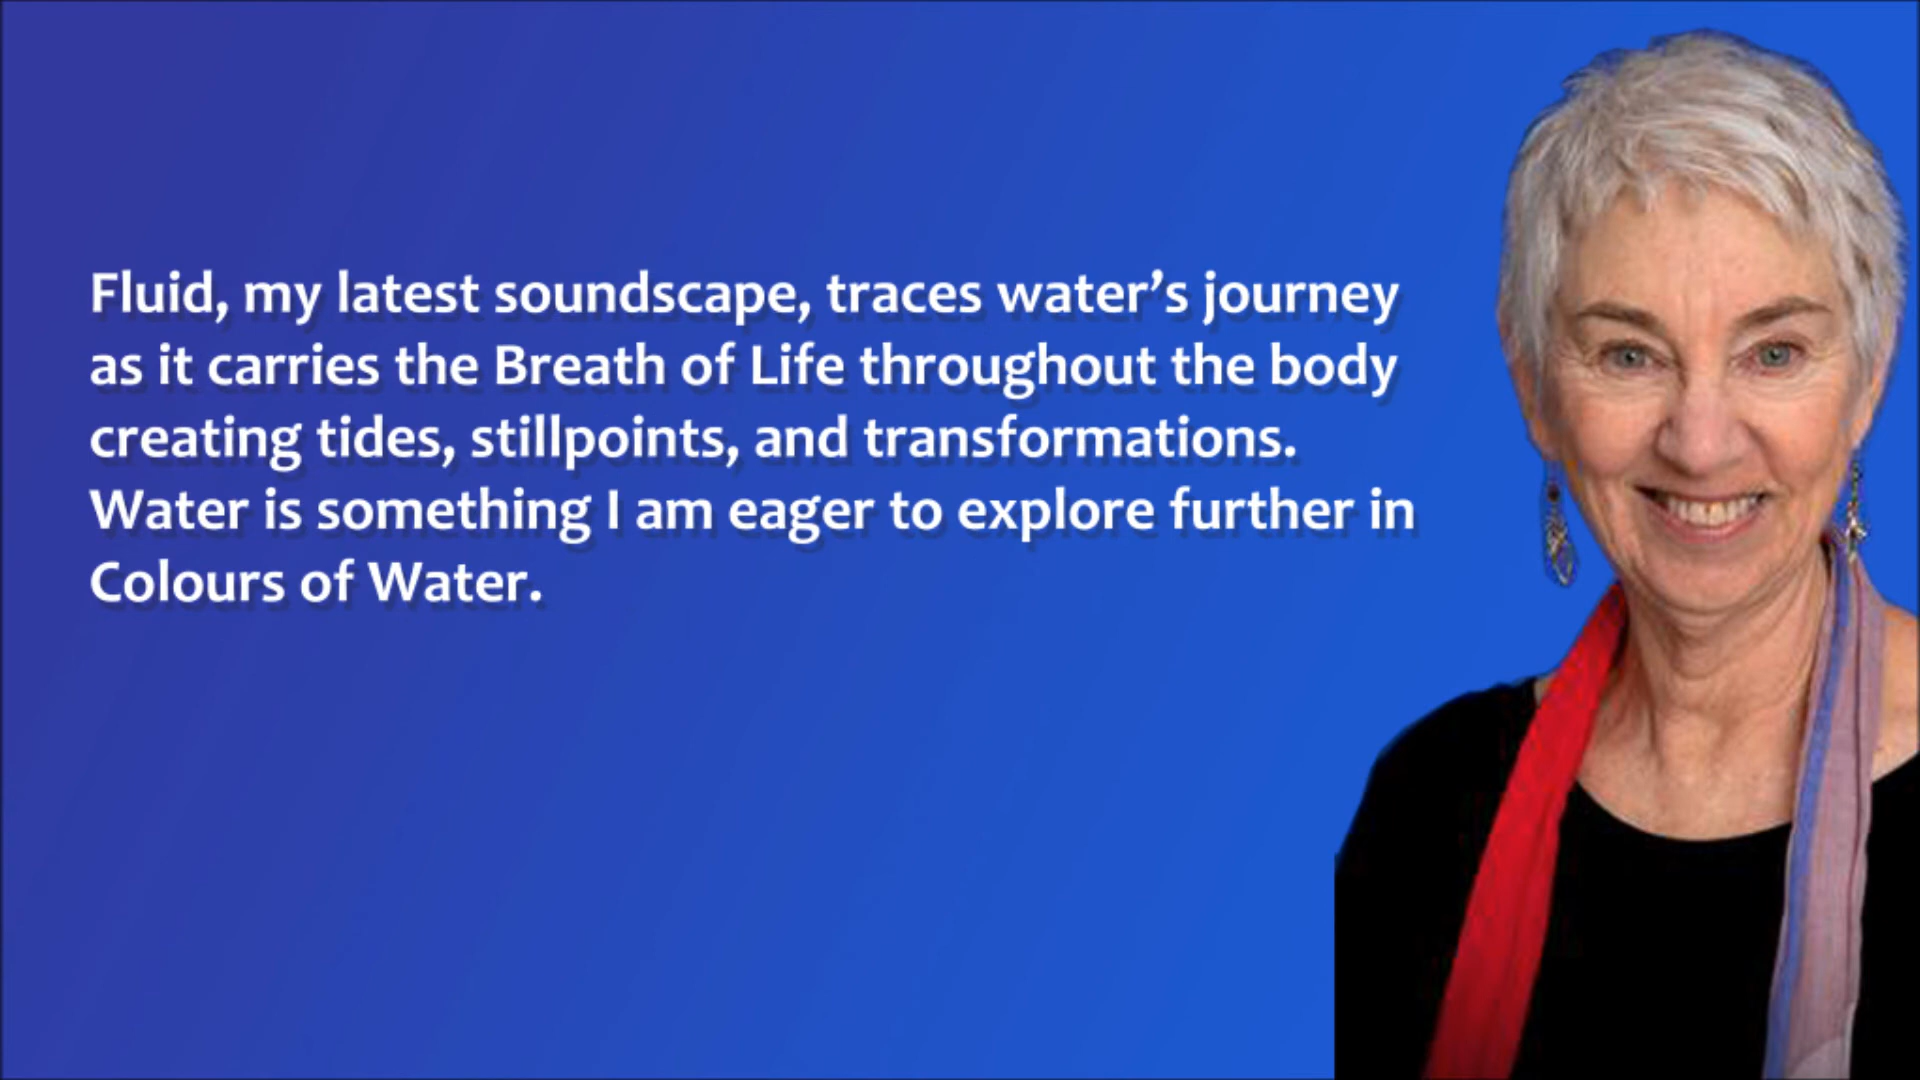 Fluid, my latest soundscape, traces water’s journey
as it carries the Breath of Life throughout the body
creating tides, stillpoints, and transformations.
Water is something I am eager to explore further in
Colours of Water.